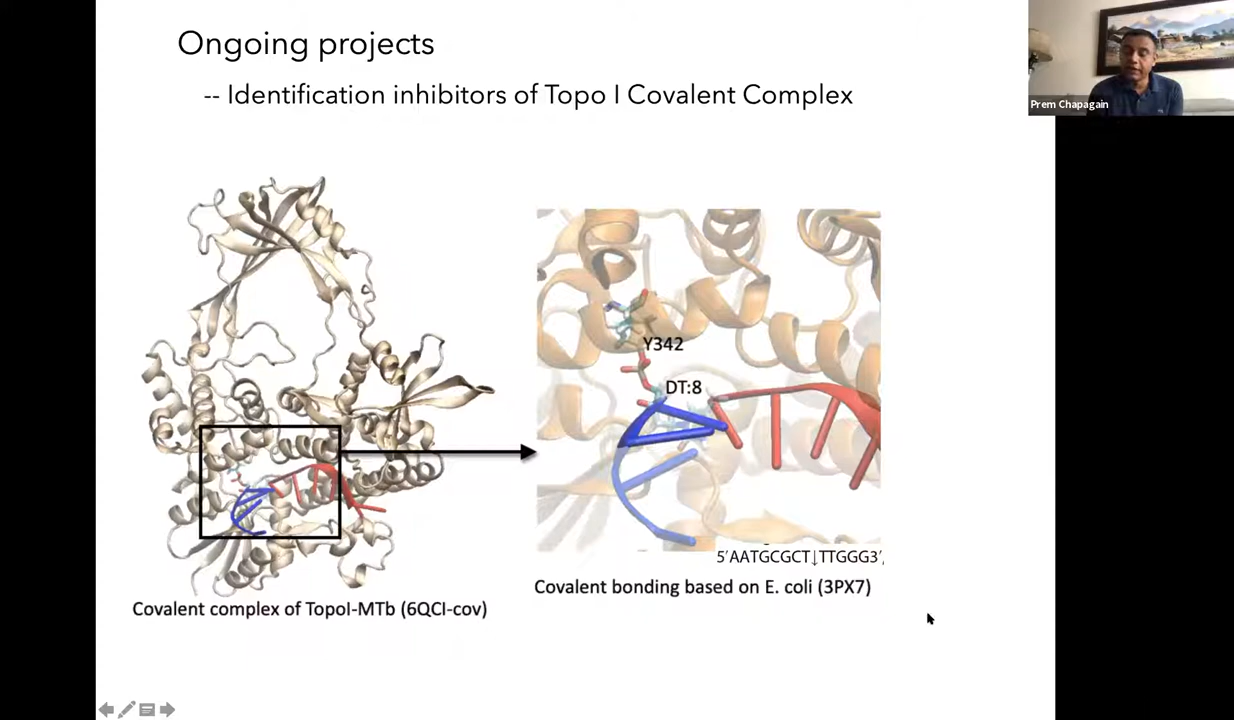 Ongoing projects
-- Identification inhibitors of Topo I Covalent Complex
Prem Chapagain
Y342
DT:8
5'AATGCGCT↓TTGGG3'
Covalent bonding based on E. coli (3PX7)
Covalent complex of TopoI-MTb (6QCI-cov)